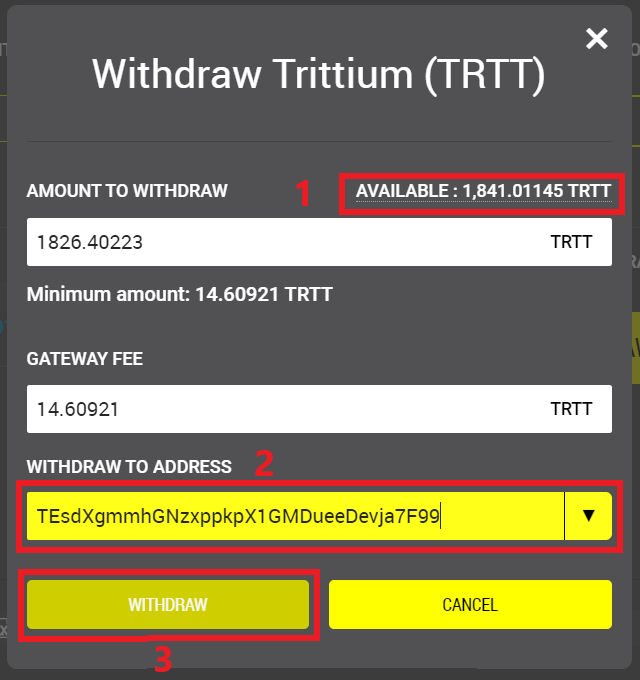 Withdraw Trittium (TRTT)
AMOUNT TO WITHDRAW 1 AVAILABLE : 1,841.01145 TRTT
1826.40223 TRTT
Minimum amount: 14.60921 TRTT
GATEWAY FEE
14.60921 TRTT
WITHDRAW TO ADDRESS 2
TEsdXgmmhGNzxppkpX1GMDueeDevja7F99
WITHDRAW CANCEL
3